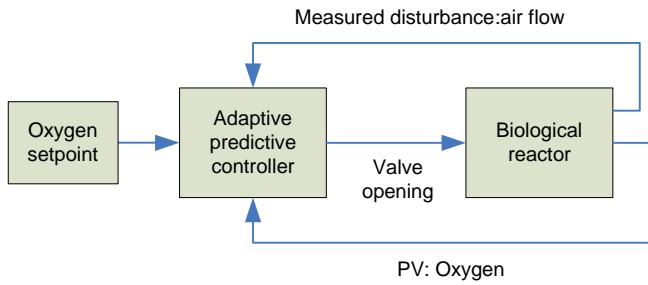 Measured disturbance:air flow
Oxygen
setpoint
Adaptive
predictive
controller
Valve
opening
Biological
reactor
PV: Oxygen